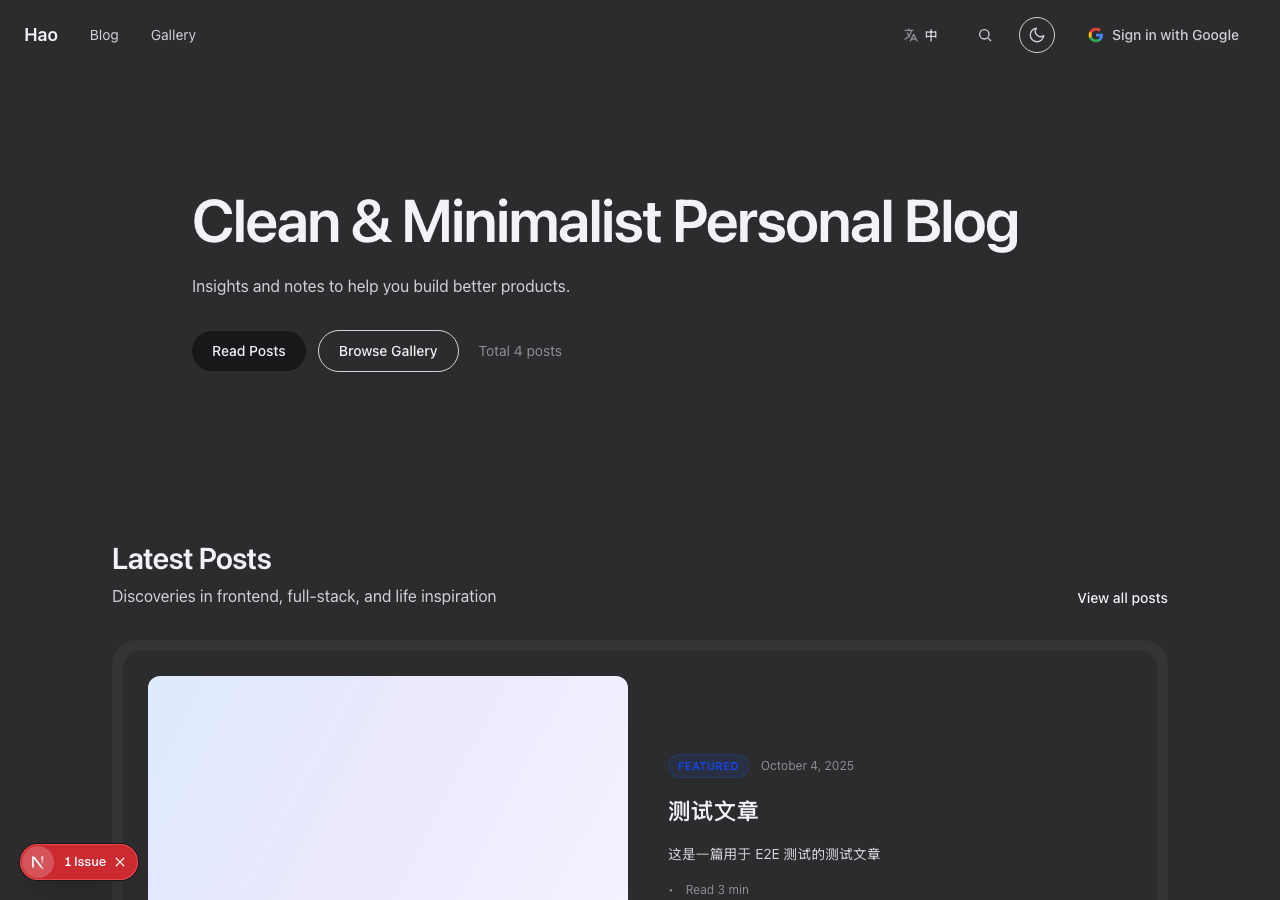 Hao Blog Gallery 中 Sign in with Google
Clean & Minimalist Personal Blog
Insights and notes to help you build better products.
Read Posts Browse Gallery Total 4 posts
Latest Posts
Discoveries in frontend, full-stack, and life inspiration
View all posts
FEATURED October 4, 2025
测试文章
这是一篇用于 E2E 测试的测试文章
• Read 3 min
N 1 Issue